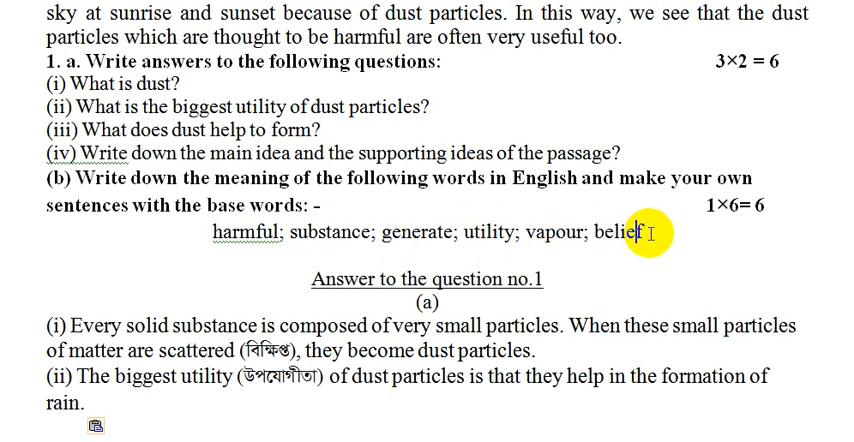 sky at sunrise and sunset because of dust particles. In this way, we see that the dust
particles which are thought to be harmful are often very useful too.
1. a. Write answers to the following questions: 3×2 = 6
(i) What is dust?
(ii) What is the biggest utility of dust particles?
(iii) What does dust help to form?
(iv) Write down the main idea and the supporting ideas of the passage?
(b) Write down the meaning of the following words in English and make your own
sentences with the base words: - 1×6= 6
harmful; substance; generate; utility; vapour; belief
Answer to the question no.1
(a)
(i) Every solid substance is composed of very small particles. When these small particles
of matter are scattered (বিক্ষিপ্ত), they become dust particles.
(ii) The biggest utility (উপযোগীতা) of dust particles is that they help in the formation of
rain.